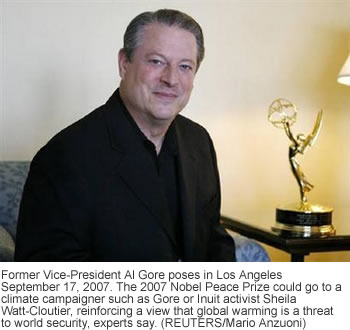 Former Vice-President Al Gore poses in Los Angeles
September 17, 2007. The 2007 Nobel Peace Prize could go to a
climate campaigner such as Gore or Inuit activist Sheila
Watt-Cloutier, reinforcing a view that global warming is a threat
to world security, experts say. (REUTERS/Mario Anzuoni)